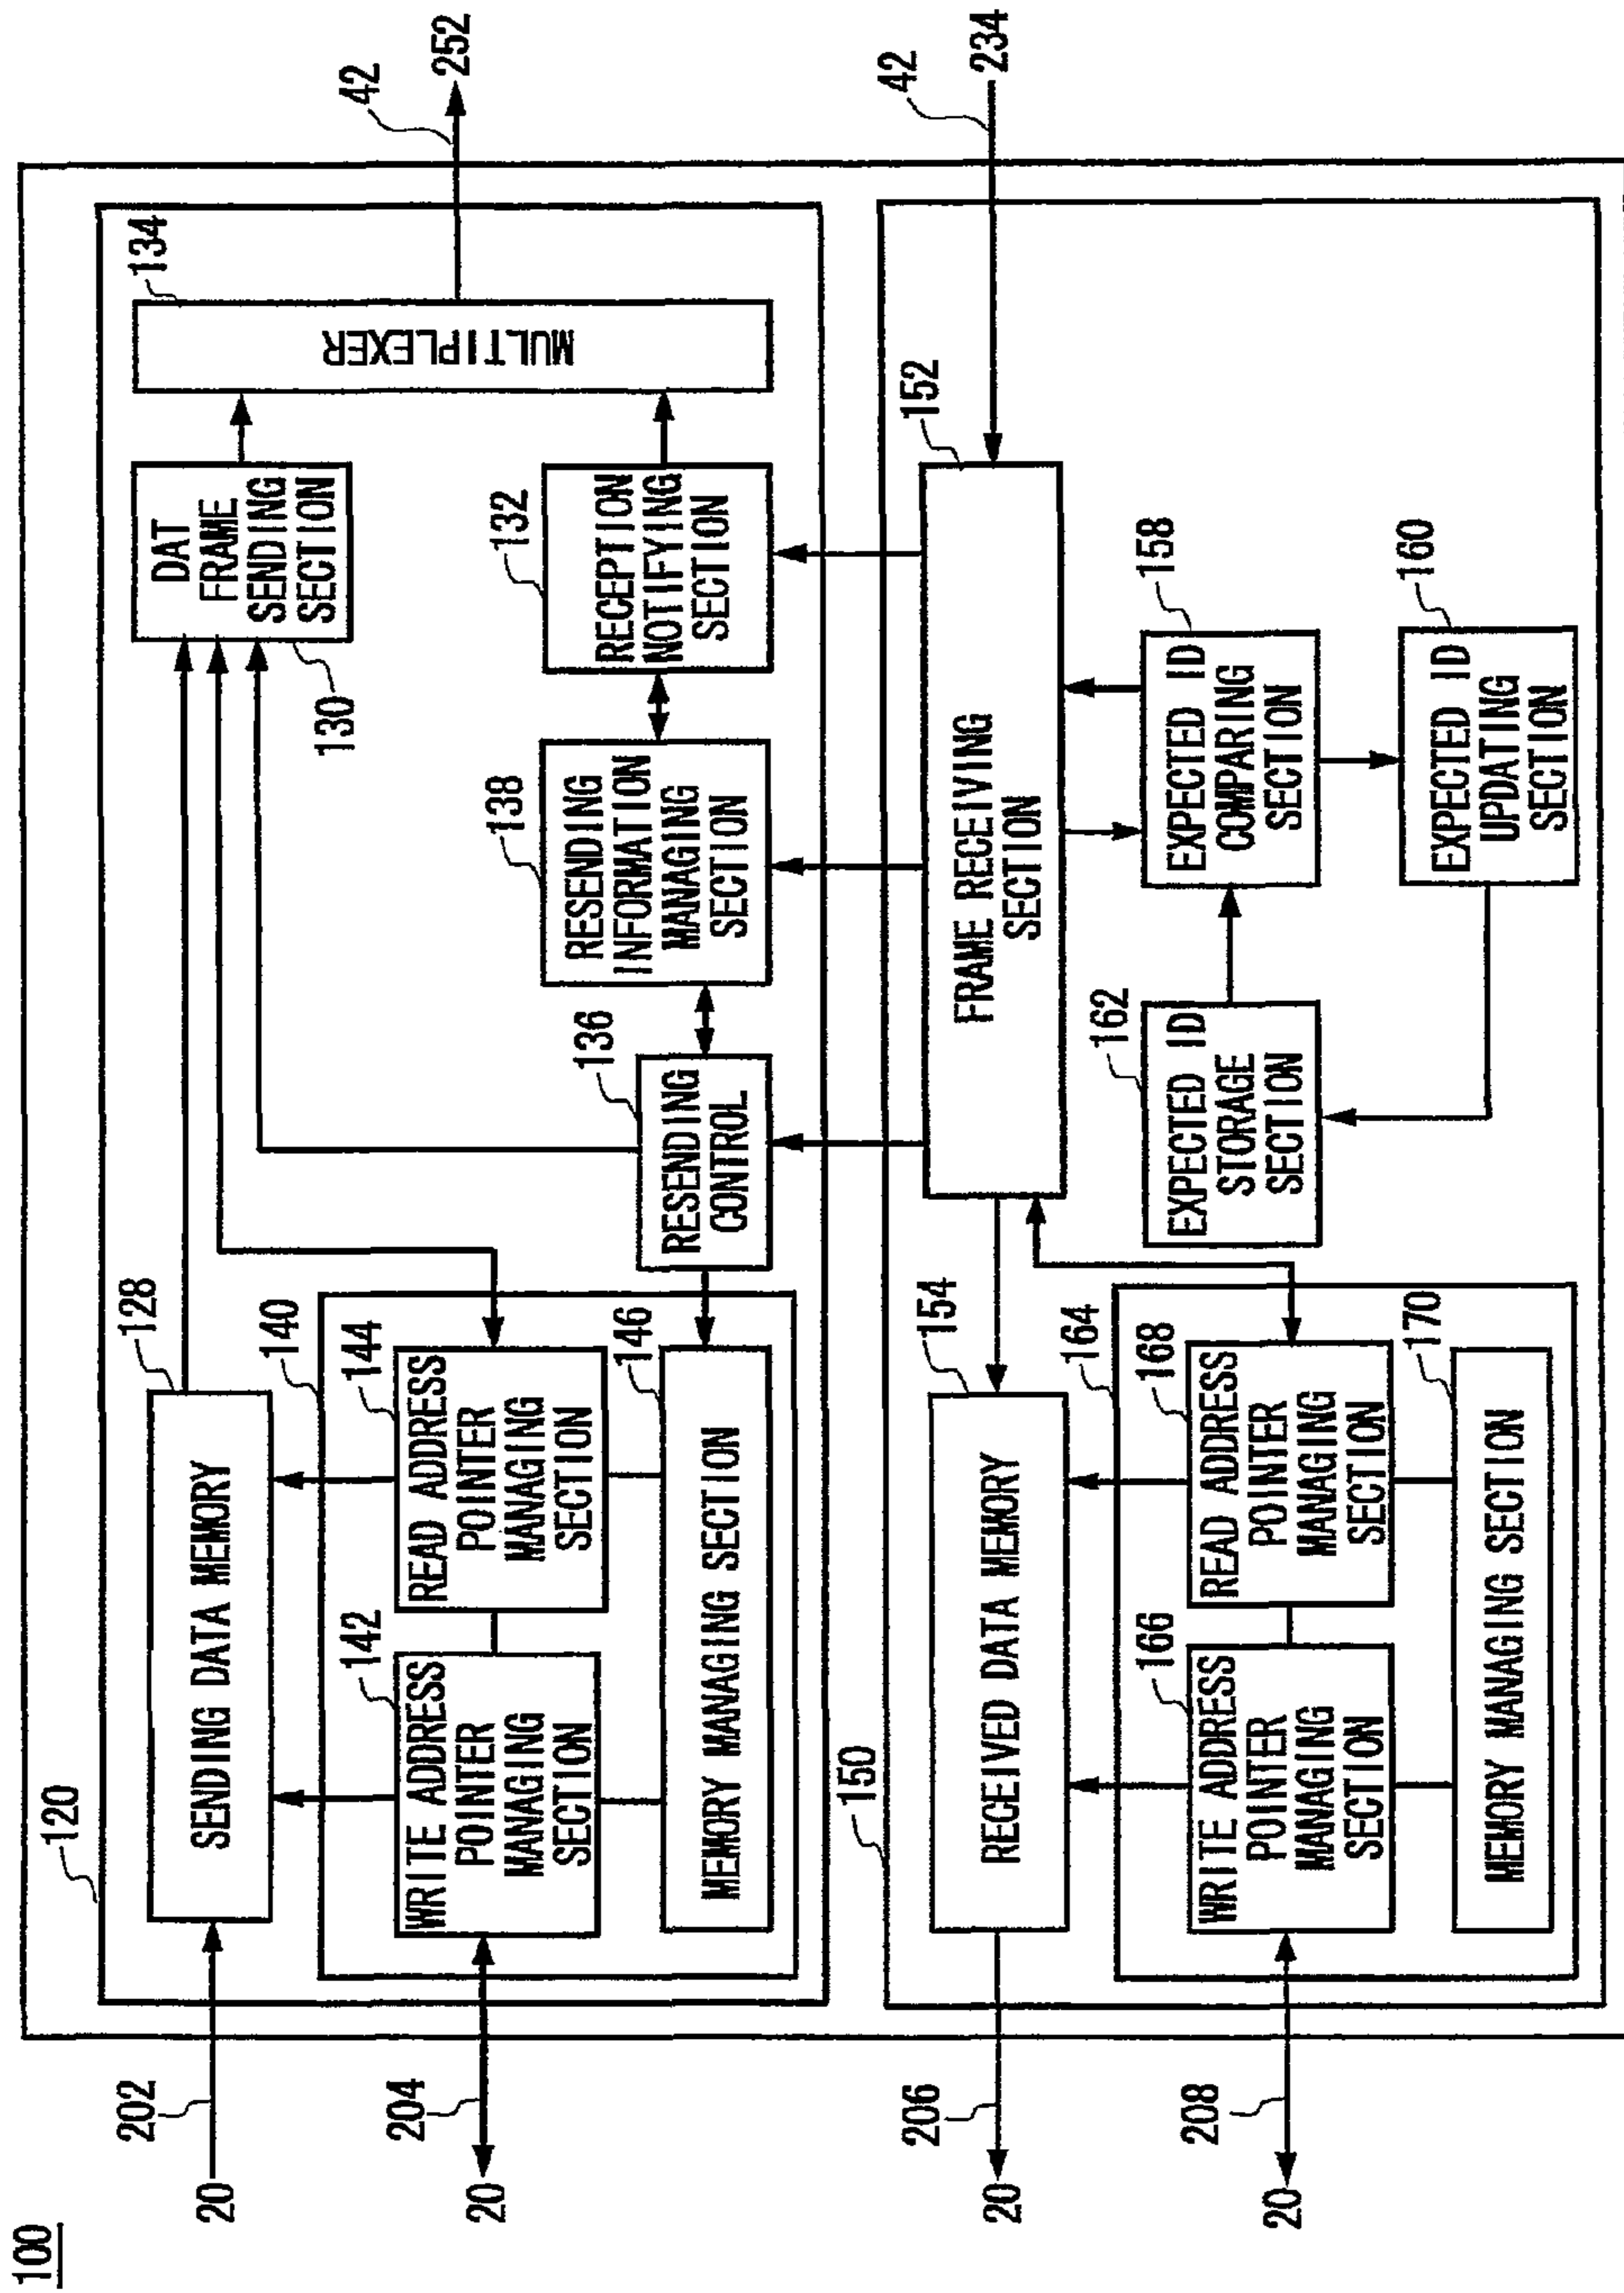 100
120
SENDING DATA MEMORY
128
202
20
140
142
WRITE ADDRESS
POINTER
MANAGING
SECTION
144
READ ADDRESS
POINTER
MANAGING
SECTION
204
20
146
MEMORY MANAGING SECTION
136
RESENDING
CONTROL
138
RESENDING
INFORMATION
MANAGING
SECTION
132
RECEPTION
NOTIFYING
SECTION
DAT
FRAME
SENDING
SECTION
130
134
MULTIPLEXER
42
252
150
RECEIVED DATA MEMORY
154
206
20
FRAME RECEIVING
SECTION
152
42
234
164
166
WRITE ADDRESS
POINTER
MANAGING
SECTION
168
READ ADDRESS
POINTER
MANAGING
SECTION
208
20
170
MEMORY MANAGING SECTION
162
EXPECTED ID
STORAGE
SECTION
158
EXPECTED ID
COMPARING
SECTION
160
EXPECTED ID
UPDATING
SECTION